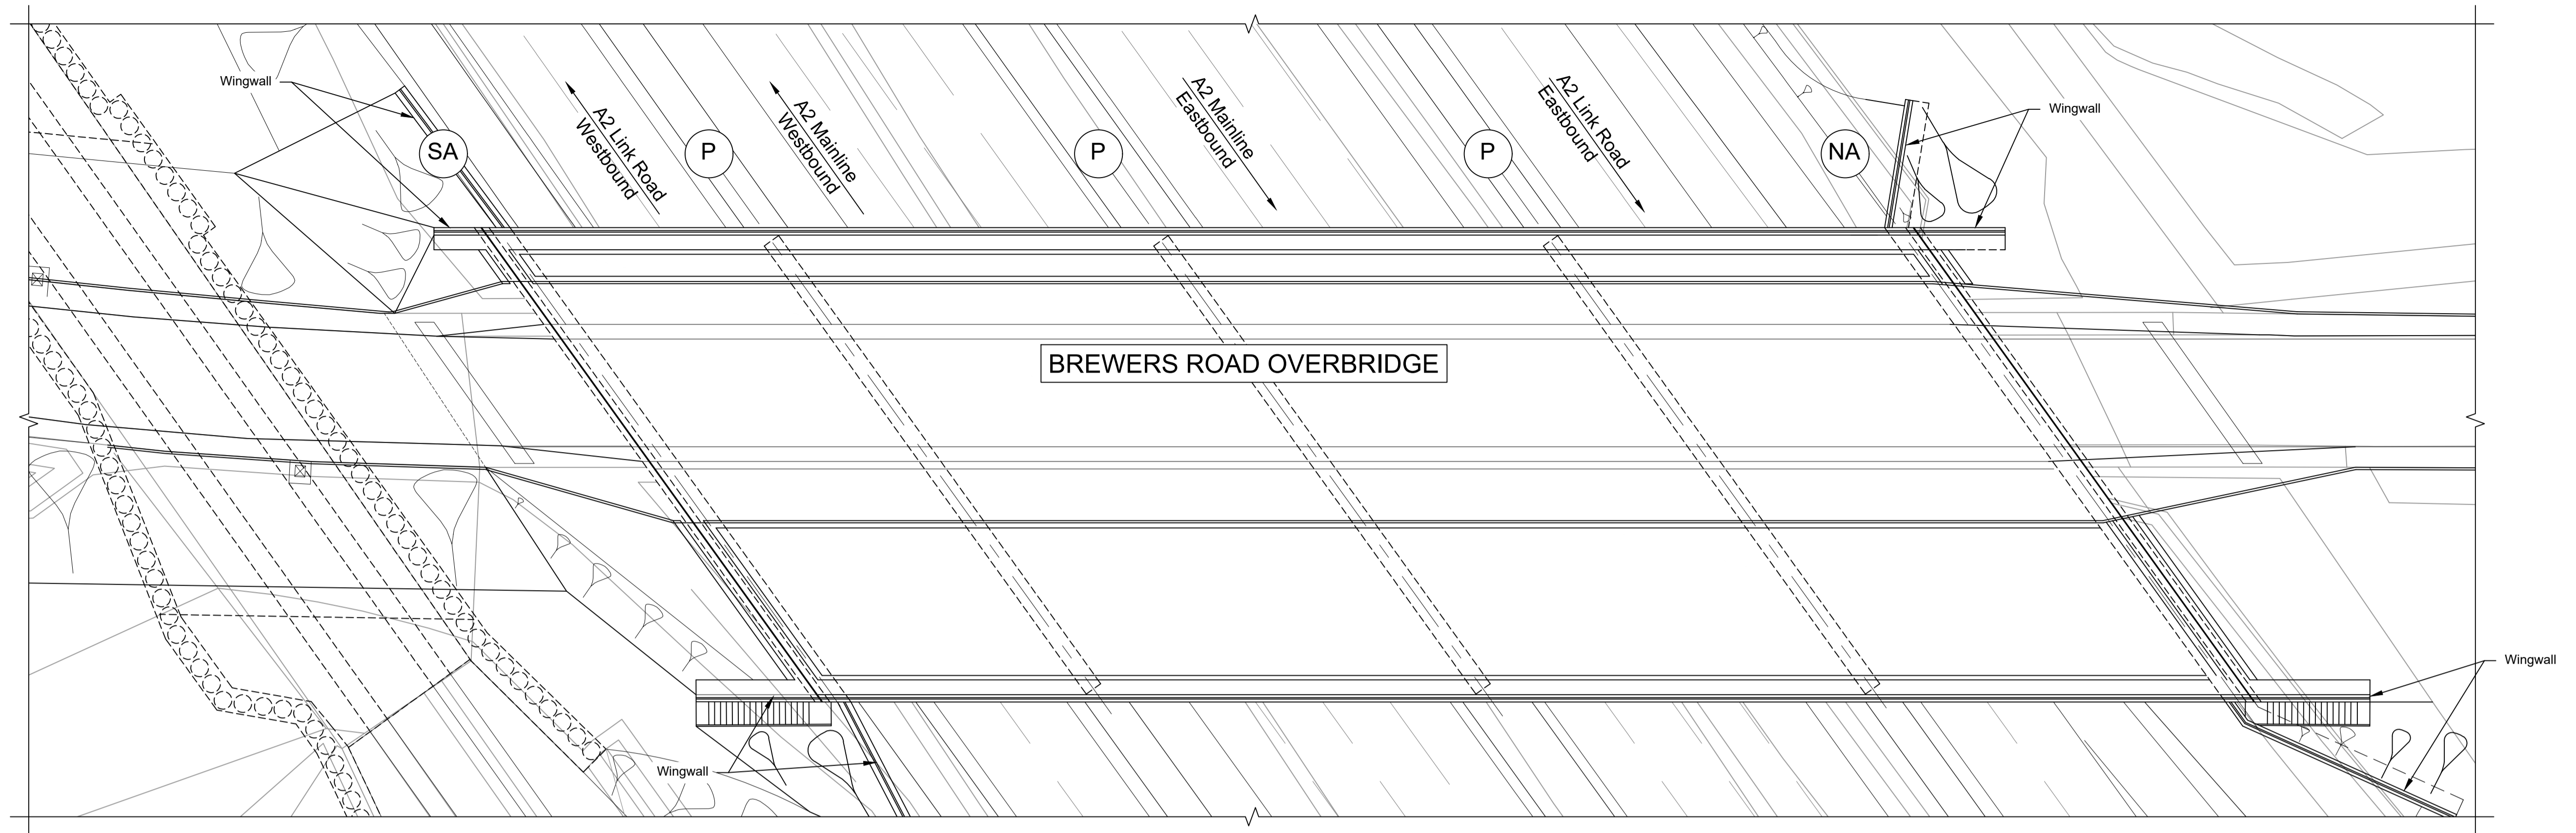 Wingwall
A2 Link Road
Westbound
A2 Mainline
Westbound
A2 Mainline
Eastbound
A2 Link Road
Eastbound
Wingwall
SA
P
P
P
NA
BREWERS ROAD OVERBRIDGE
Wingwall
Wingwall